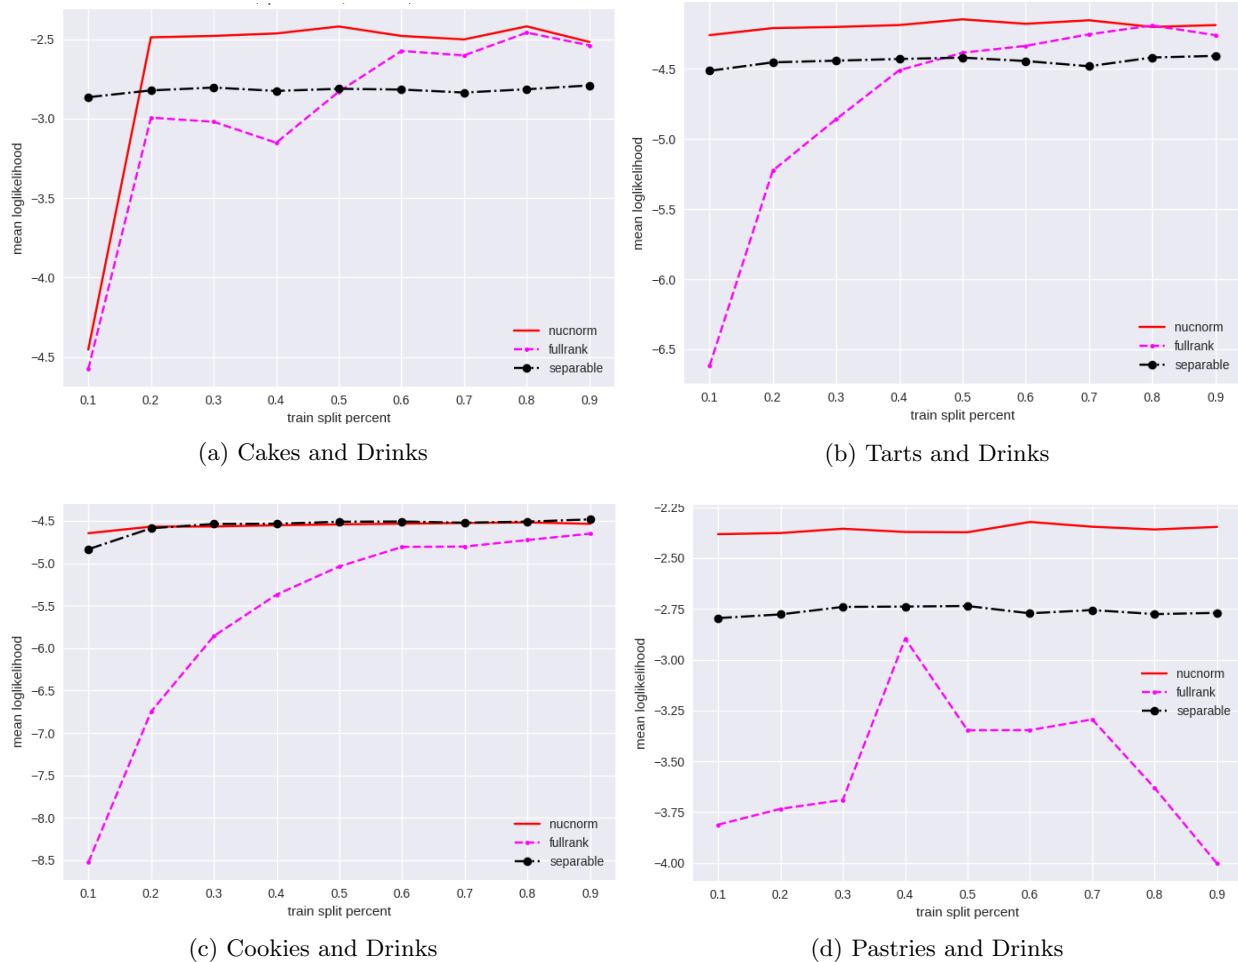 −2.5
−3.0
−3.5
−4.0
−4.5
mean loglikelihood
nucnorm
fullrank
separable
0.1 0.2 0.3 0.4 0.5 0.6 0.7 0.8 0.9
train split percent
(a) Cakes and Drinks
−4.5
−5.0
−5.5
−6.0
−6.5
mean loglikelihood
nucnorm
fullrank
separable
0.1 0.2 0.3 0.4 0.5 0.6 0.7 0.8 0.9
train split percent
(b) Tarts and Drinks
−4.5
−5.0
−5.5
−6.0
−6.5
−7.0
−7.5
−8.0
−8.5
mean loglikelihood
nucnorm
fullrank
separable
0.1 0.2 0.3 0.4 0.5 0.6 0.7 0.8 0.9
train split percent
(c) Cookies and Drinks
−2.25
−2.50
−2.75
−3.00
−3.25
−3.50
−3.75
−4.00
mean loglikelihood
nucnorm
fullrank
separable
0.1 0.2 0.3 0.4 0.5 0.6 0.7 0.8 0.9
train split percent
(d) Pastries and Drinks